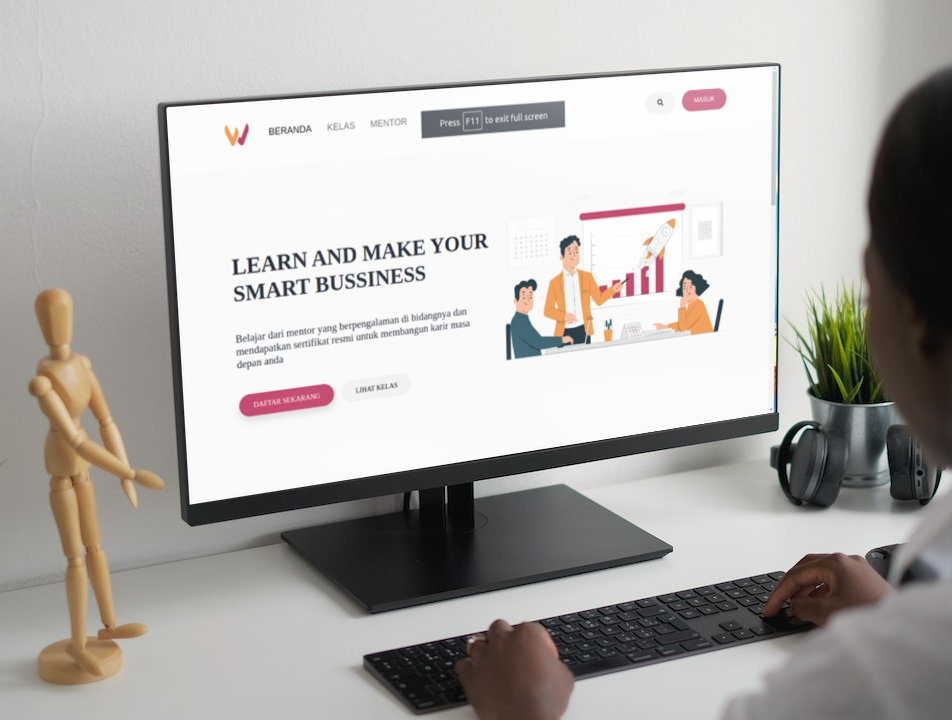 BERANDA KELAS MENTOR
Press F11 to exit full screen
MASUK
LEARN AND MAKE YOUR
SMART BUSSINESS
Belajar dari mentor yang berpengalaman di bidangnya dan
mendapatkan sertifikat resmi untuk membangun karir masa
depan anda
DAFTAR SEKARANG
LIHAT KELAS